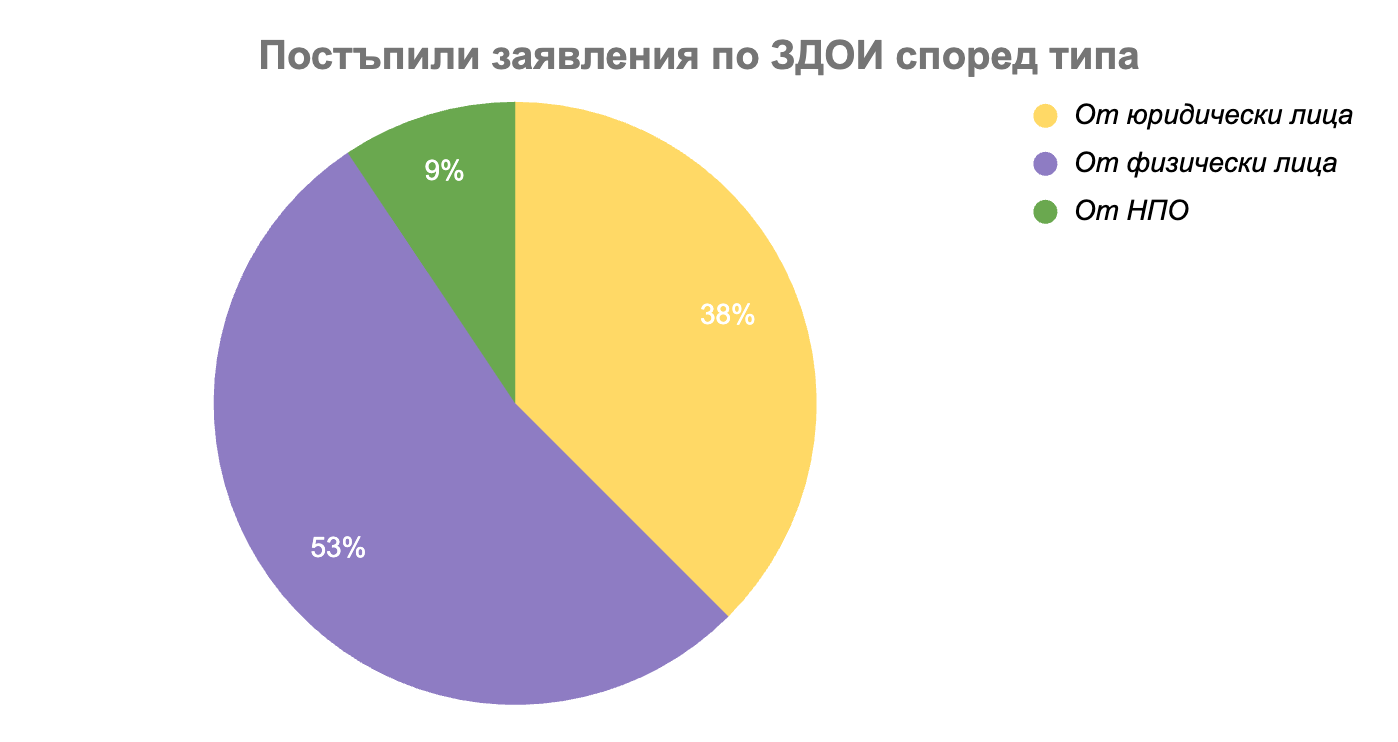 Постъпили заявления по ЗДОИ според типа
От юридически лица
От физически лица
От НПО
9%
38%
53%